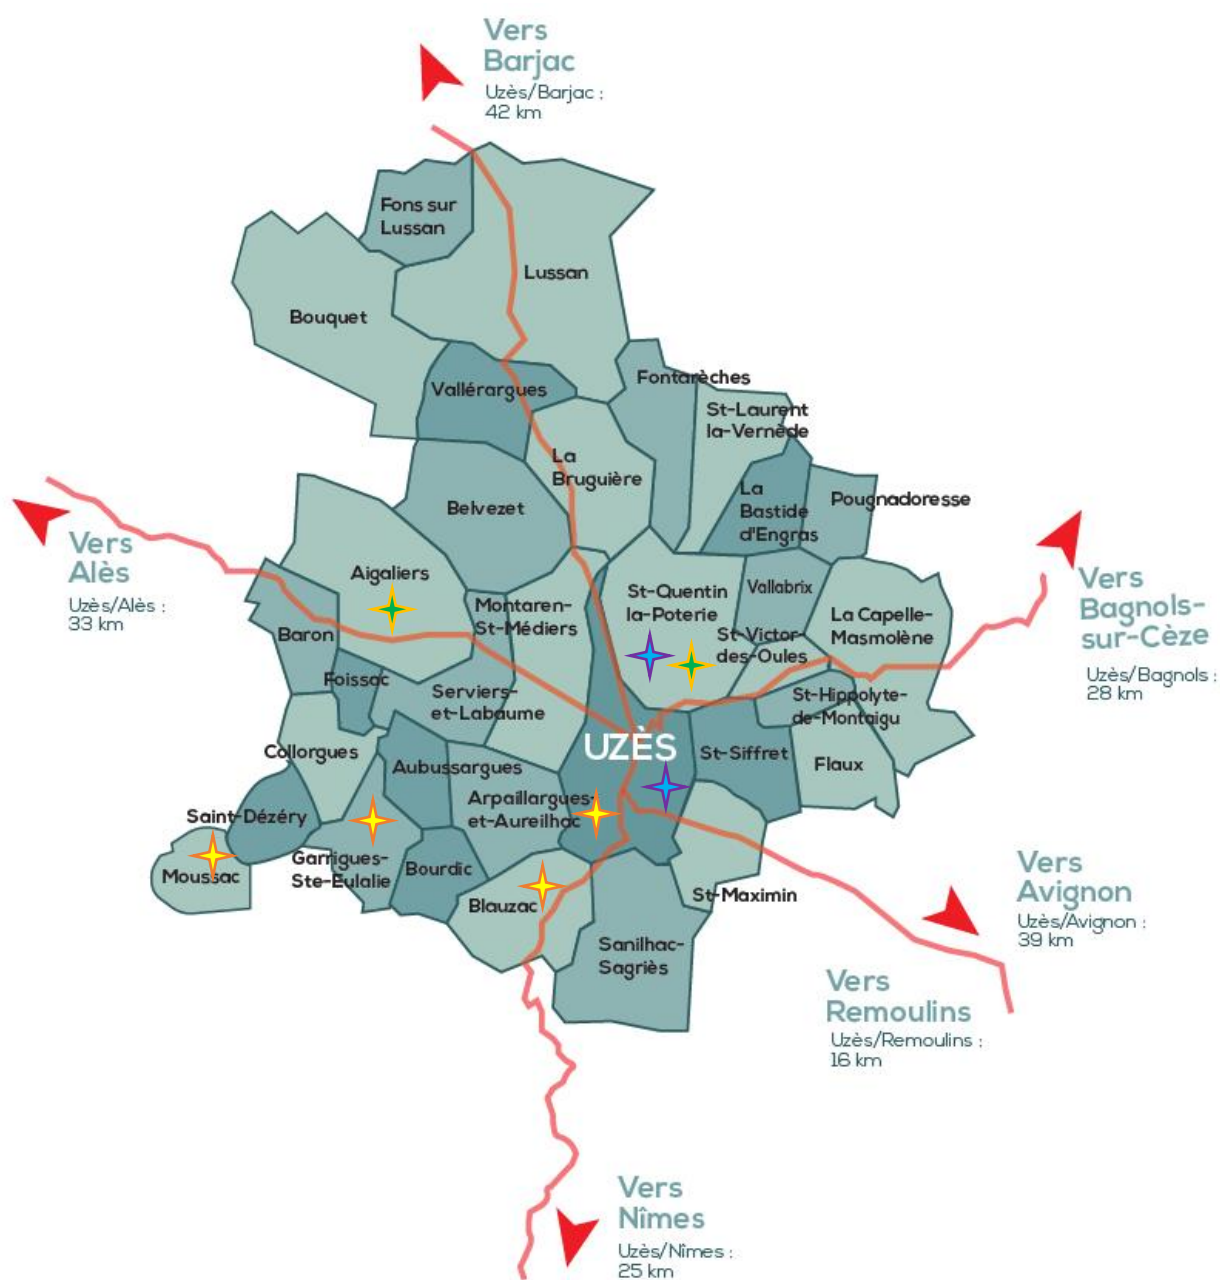 Vers
Barjac
Uzès/Barjac :
42 km
Fons sur
Lussan
Lussan
Bouquet
Vallérargues
Fontarèches
St-Laurent
la-Vernède
La
Bruguière
Belvezet
La
Bastide
d'Engras
Pougnadoresse
Vers
Alès
Uzès/Alès :
33 km
Aigaliers
Vers
Bagnols-
sur-Cèze
Uzès/Bagnols :
28 km
St-Quentin
la-Poterie
Vallabrix
La Capelle-
Masmolène
Montaren-
St-Médiers
Baron
St-Victor-
des-Oules
Foissac
Serviers-
et-Labaume
St-Hippolyte-
de-Montaigu
Collorgues
UZÈS
St-Siffret
Flaux
Aubussargues
Arpaillargues-
et-Aureilhac
Saint-Dézéry
Garrigues-
Ste-Eulalie
Bourdic
Moussac
Blauzac
St-Maximin
Sanilhac-
Sagriès
Vers
Avignon
Uzès/Avignon :
39 km
Vers
Remoulins
Uzès/Remoulins :
16 km
Vers
Nîmes
Uzès/Nîmes :
25 km